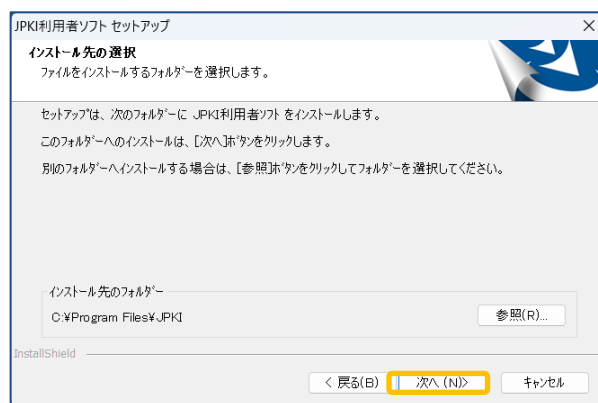 JPKI利用者ソフト セットアップ
インストール先の選択
ファイルをインストールするフォルダーを選択します。
セットアップは、次のフォルダーに JPKI利用者ソフト をインストールします。
このフォルダーへのインストールは、[次へ]ボタンをクリックします。
別のフォルダーへインストールする場合は、[参照]ボタンをクリックしてフォルダーを選択してください。
インストール先のフォルダー
C:¥Program Files¥JPKI
参照(R)...
InstallShield
< 戻る(B)
次へ (N)>
キャンセル